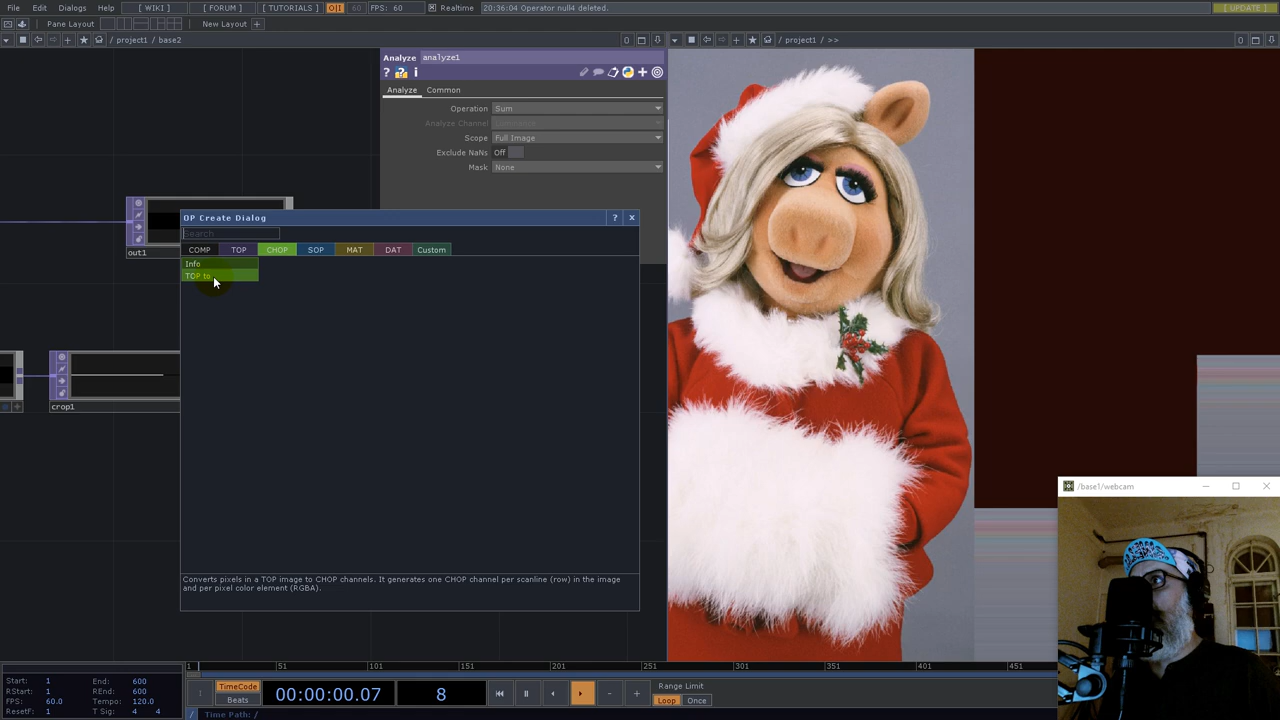 File Edit Dialogs Help [ WIKI ] [ FORUM ] [ TUTORIALS ] O|I 60 FPS: 60 Realtime 20:36:04 Operator null4 deleted. [ UPDATE ]
Pane Layout New Layout +
/ project1 / base2 0
/ project1 / >> 0
Analyze analyze1
? i
Analyze Common
Operation Sum
Analyze Channel Luminance
Scope Full Image
Exclude NaNs Off
Mask None
out1
crop1
OP Create Dialog ? x
Search
COMP TOP CHOP SOP MAT DAT Custom
Info
TOP to
Converts pixels in a TOP image to CHOP channels. It generates one CHOP channel per scanline (row) in the image
and per pixel color element (RGBA).
/base1/webcam
1 51 101 151 201 251 301 351 401 451
Start: 1 End: 600
RStart: 1 REnd: 600
FPS: 60.0 Tempo: 120.0
ResetF: 1 T Sig: 4 4
TimeCode
Beats
00:00:00.07 8
Range Limit
Loop Once
/ Time Path: /